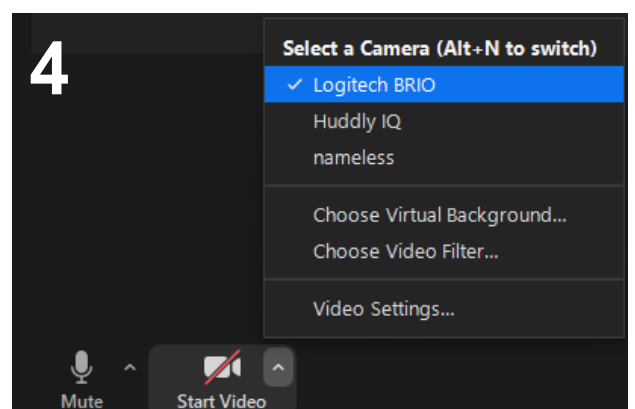 4
Select a Camera (Alt+N to switch)
✓ Logitech BRIO
Huddly IQ
nameless
Choose Virtual Background...
Choose Video Filter...
Video Settings...
Mute
Start Video